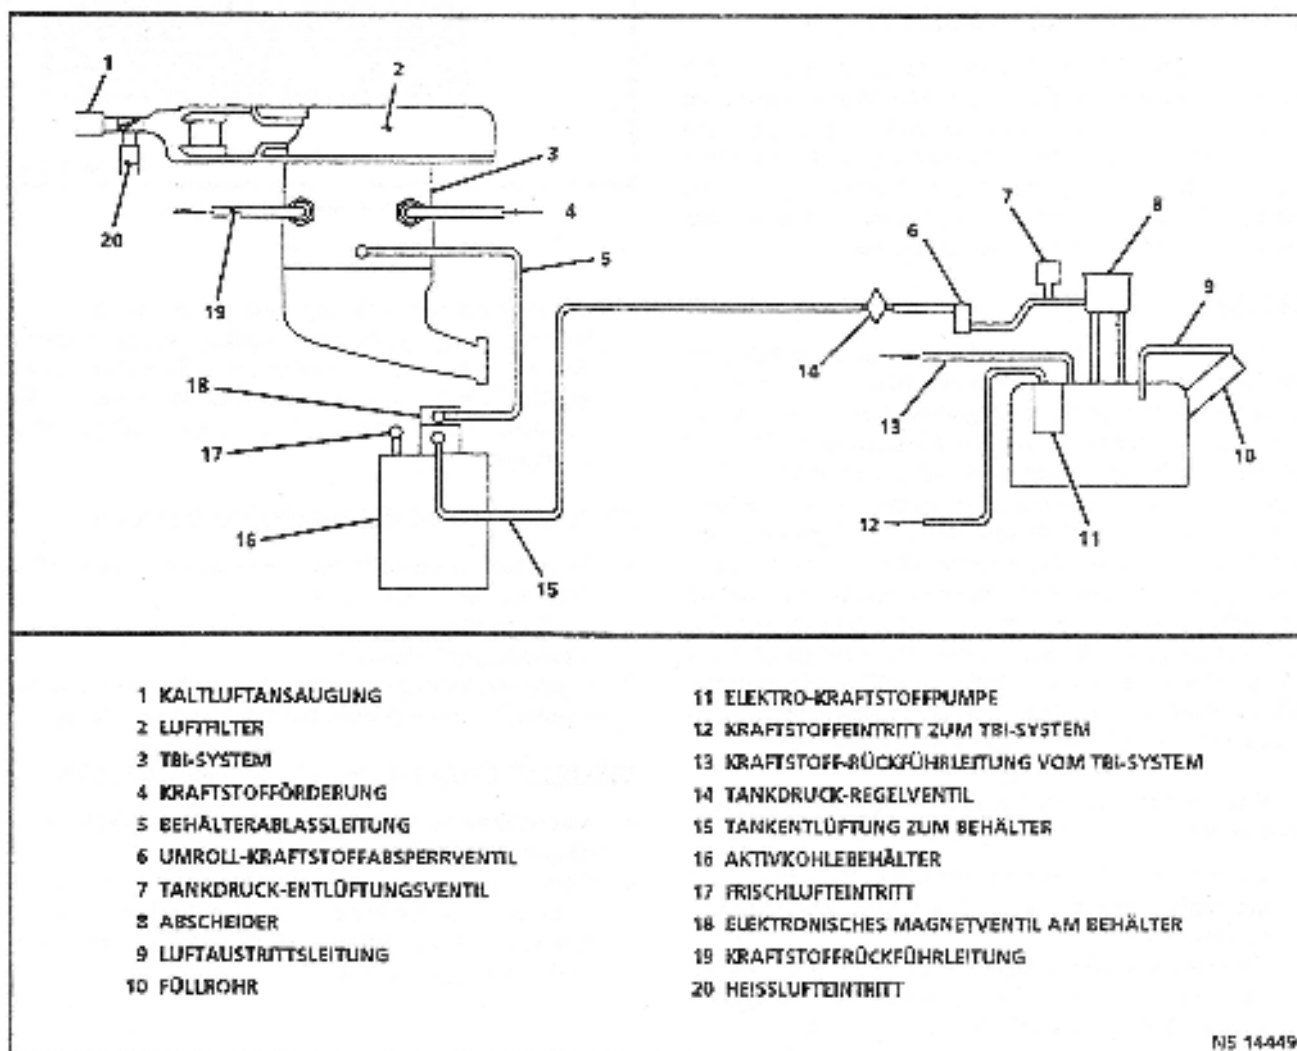 1
2
3
4
20
7
8
6
5
9
19
14
18
13
17
10
12
11
16
15
1 KALTLUFTANSAUGUNG
2 LUFTFILTER
3 TBI-SYSTEM
4 KRAFTSTOFFÖRDERUNG
5 BEHÄLTERABLASSLEITUNG
6 UMROLL-KRAFTSTOFFABSPERRVENTIL
7 TANKDRUCK-ENTLÜFTUNGSVENTIL
8 ABSCHEIDER
9 LUFTAUSTRITTSLEITUNG
10 FÜLLROHR
11 ELEKTRO-KRAFTSTOFFPUMPE
12 KRAFTSTOFFEINTRITT ZUM TBI-SYSTEM
13 KRAFTSTOFF-RÜCKFÜHRLEITUNG VOM TBI-SYSTEM
14 TANKDRUCK-REGELVENTIL
15 TANKENTLÜFTUNG ZUM BEHÄLTER
16 AKTIVKOHLEBEHÄLTER
17 FRISCHLUFTEINTRITT
18 ELEKTRONISCHES MAGNETVENTIL AM BEHÄLTER
19 KRAFTSTOFFRÜCKFÜHRLEITUNG
20 HEISSLUFTEINTRITT
NS 14449